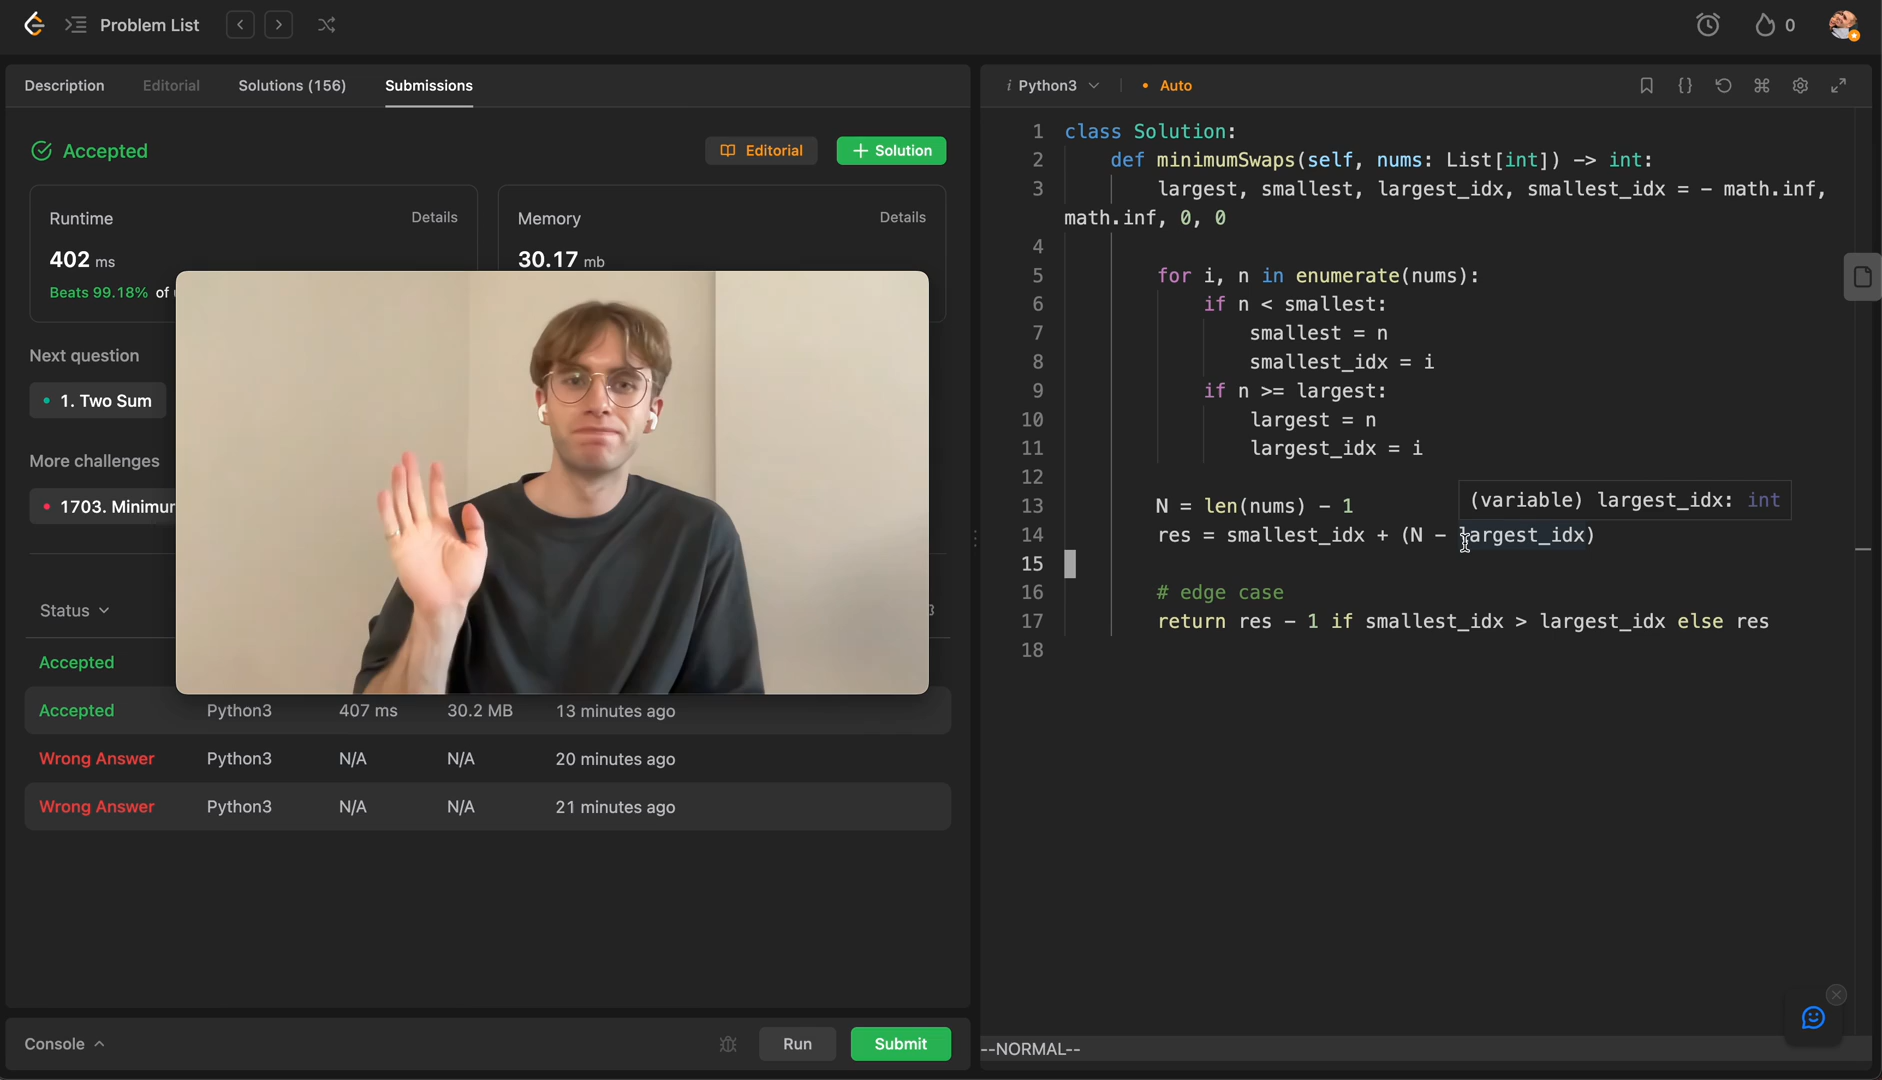 Problem List
0
Description Editorial Solutions (156) Submissions
Accepted
Editorial
Solution
Runtime Details
402 ms
Beats 99.18% of
Memory Details
30.17 mb
Next question
1. Two Sum
More challenges
1703.
Status
Accepted
Accepted Python3 407 ms 30.2 MB 13 minutes ago
Wrong Answer Python3 N/A N/A 20 minutes ago
Wrong Answer Python3 N/A N/A 21 minutes ago
Console
Run
Submit
i Python3 • Auto
1 class Solution:
2 def minimumSwaps(self, nums: List[int]) -> int:
3 largest, smallest, largest_idx, smallest_idx = - math.inf,
math.inf, 0, 0
4
5 for i, n in enumerate(nums):
6 if n < smallest:
7 smallest = n
8 smallest_idx = i
9 if n >= largest:
10 largest = n
11 largest_idx = i
12
(variable) largest_idx: int
13 N = len(nums) - 1
14 res = smallest_idx + (N - largest_idx)
15
16 # edge case
17 return res - 1 if smallest_idx > largest_idx else res
18
--NORMAL--